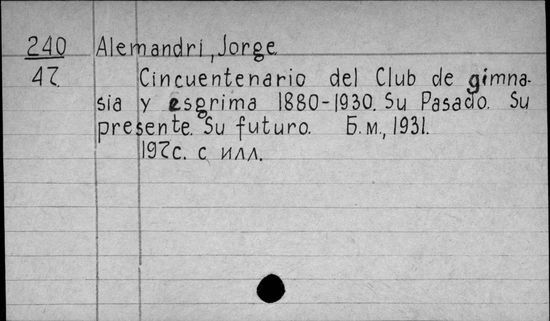 240 Alemandri, Jorge
47 Cincuentenario del Club de gimna-
sia y esgrima 1880-1930. Su Pasado. Su
presente. Su futuro. Б.м., 1931.
197с. с илл.